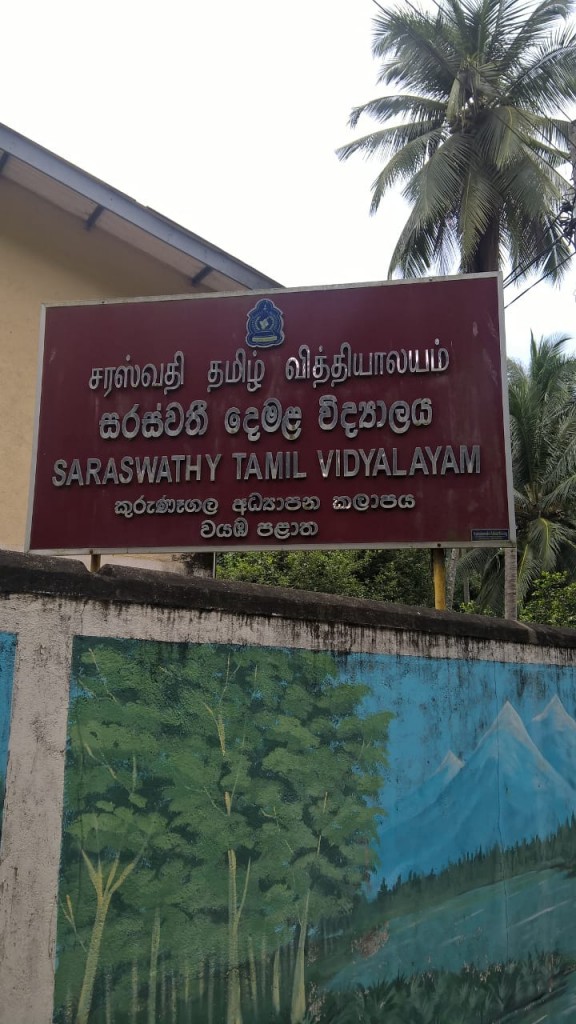 சரஸ்வதி தமிழ் வித்தியாலயம்
සරස්වතී දෙමළ විද්‍යාලය
SARASWATHY TAMIL VIDYALAYAM
කුරුණෑගල අධ්‍යාපන කලාපය
වයඹ පළාත